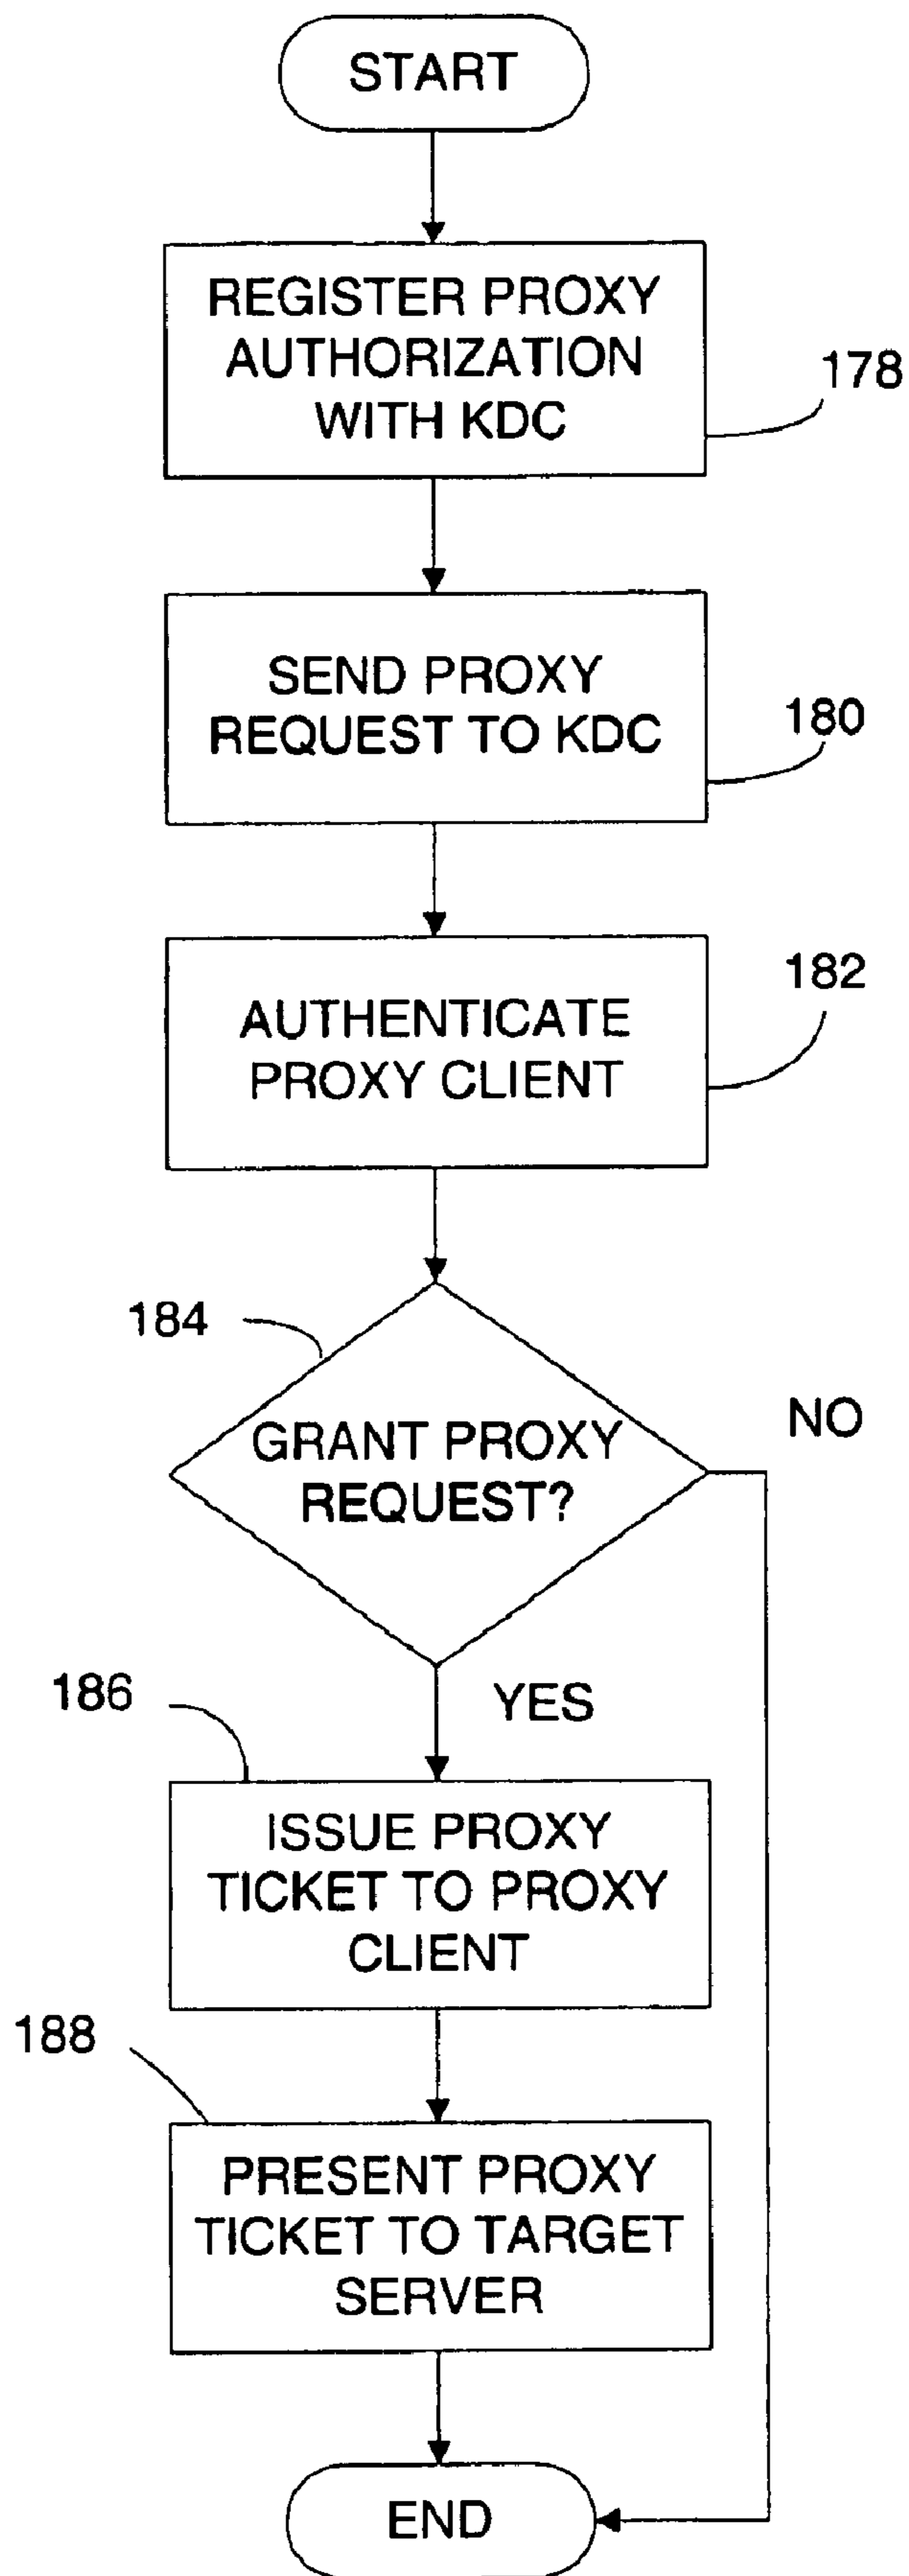 START
REGISTER PROXY
AUTHORIZATION
WITH KDC
178
SEND PROXY
REQUEST TO KDC
180
AUTHENTICATE
PROXY CLIENT
182
184
GRANT PROXY
REQUEST?
NO
YES
186
ISSUE PROXY
TICKET TO PROXY
CLIENT
188
PRESENT PROXY
TICKET TO TARGET
SERVER
END